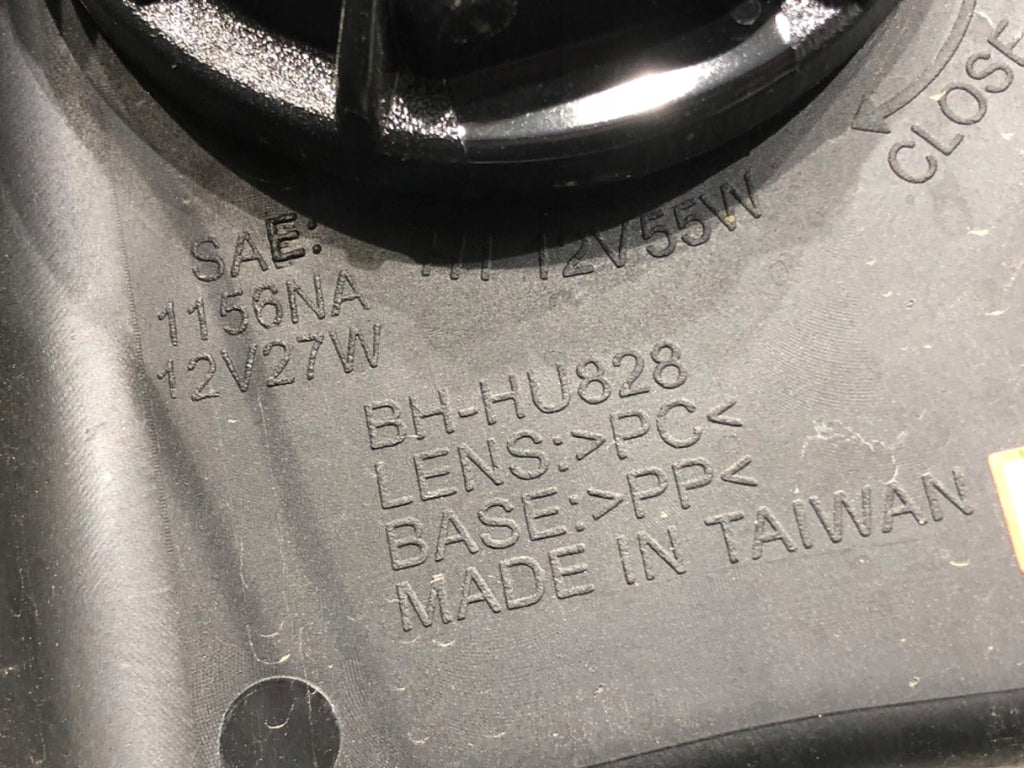 CLOSE
SAE:
1156NA
12V27W
12V55W
BH-HU828
LENS:>PC<
BASE:>PP<
MADE IN TAIWAN